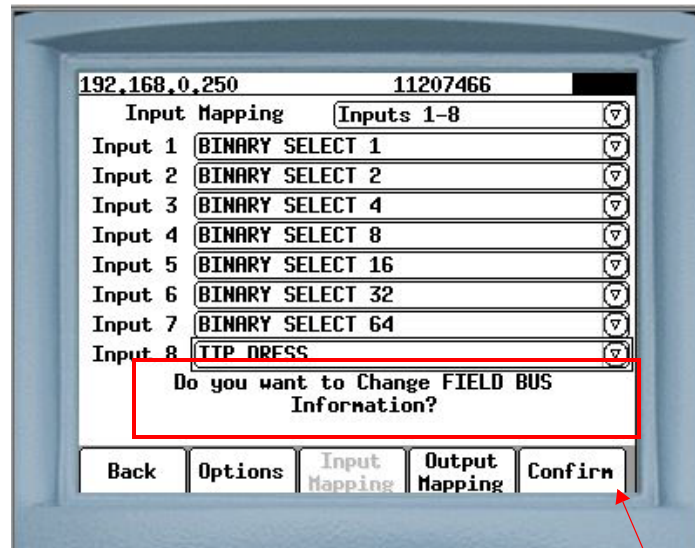 192.168.0.250 11207466
Input Mapping Inputs 1-8
Input 1 BINARY SELECT 1
Input 2 BINARY SELECT 2
Input 3 BINARY SELECT 4
Input 4 BINARY SELECT 8
Input 5 BINARY SELECT 16
Input 6 BINARY SELECT 32
Input 7 BINARY SELECT 64
Input 8 TIP DRESS
Do you want to Change FIELD BUS
Information?
Back Options Input Mapping Output Mapping Confirm